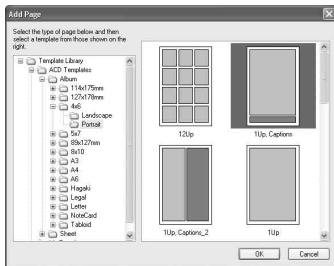 Add Page
Select the type of page below and then
select a template from those shown on the
right.
Template Library
ACD Templates
Album
114x175mm
127x178mm
4x6
Landscape
Portrait
5x7
89x127mm
8x10
A3
A4
A6
Hagaki
Legal
Letter
NoteCard
Tabloid
Sheet
12Up
1Up, Captions
1Up, Captions_2
1Up
OK
Cancel